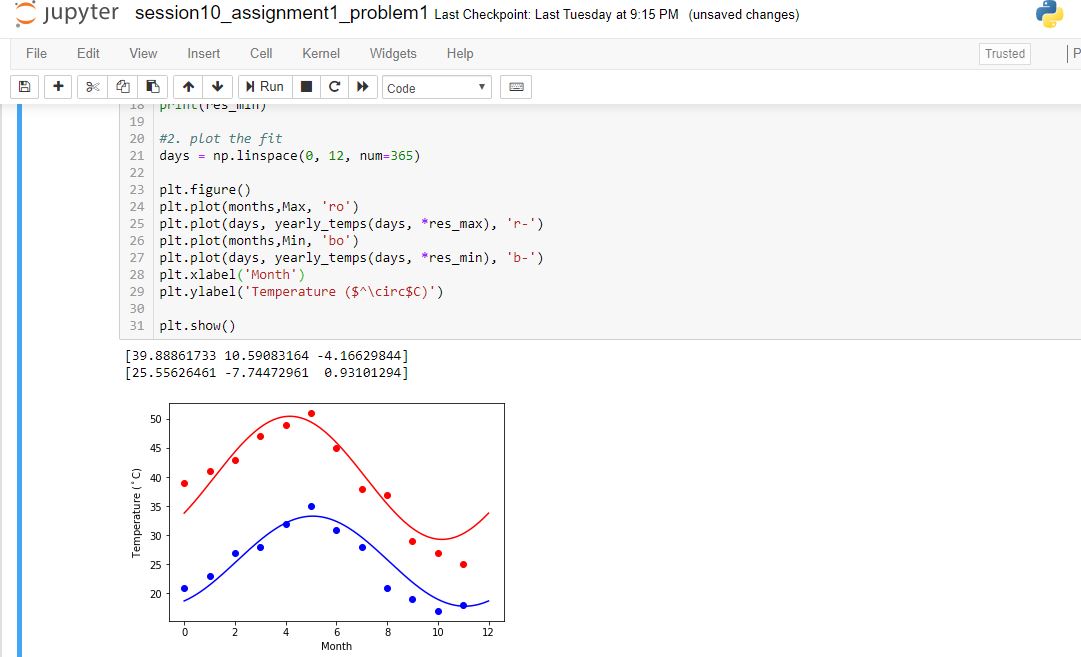 jupyter session10_assignment1_problem1 Last Checkpoint: Last Tuesday at 9:15 PM (unsaved changes)
File Edit View Insert Cell Kernel Widgets Help Trusted P
Run Code
18 print(res_min)
19
20 #2. plot the fit
21 days = np.linspace(0, 12, num=365)
22
23 plt.figure()
24 plt.plot(months,Max, 'ro')
25 plt.plot(days, yearly_temps(days, *res_max), 'r-')
26 plt.plot(months,Min, 'bo')
27 plt.plot(days, yearly_temps(days, *res_min), 'b-')
28 plt.xlabel('Month')
29 plt.ylabel('Temperature ($^\circ$C)')
30
31 plt.show()
[39.88861733 10.59083164 -4.16629844]
[25.55626461 -7.74472961  0.93101294]
50
45
40
35
30
25
20
Temperature (°C)
0 2 4 6 8 10 12
Month